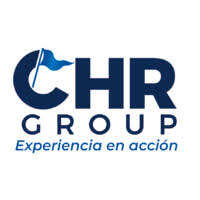 CHR
GROUP
Experiencia en acción